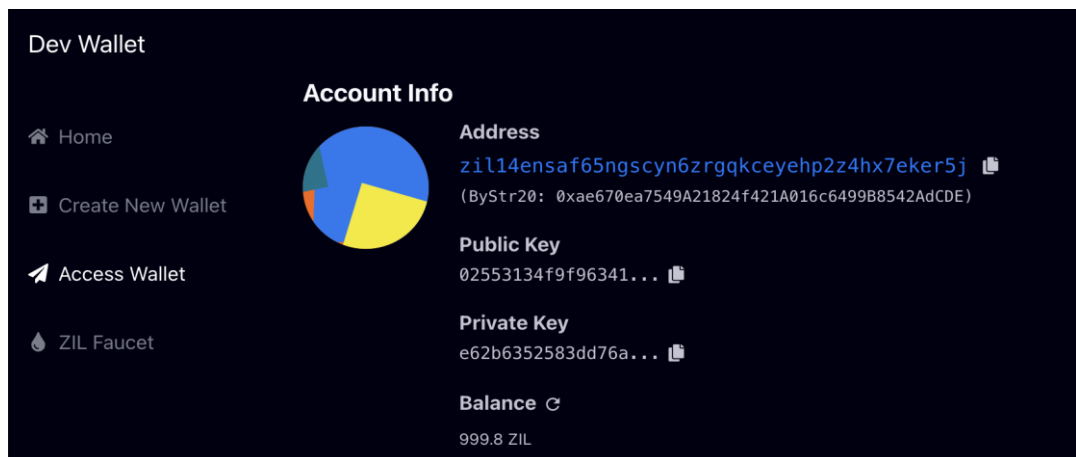 Dev Wallet
Account Info
Home
Create New Wallet
Access Wallet
ZIL Faucet
Address
zil14ensaf65ngscyn6zrgqkceyehp2z4hx7eker5j
(ByStr20: 0xae670ea7549A21824f421A016c6499B8542AdCDE)
Public Key
02553134f9f96341...
Private Key
e62b6352583dd76a...
Balance
999.8 ZIL